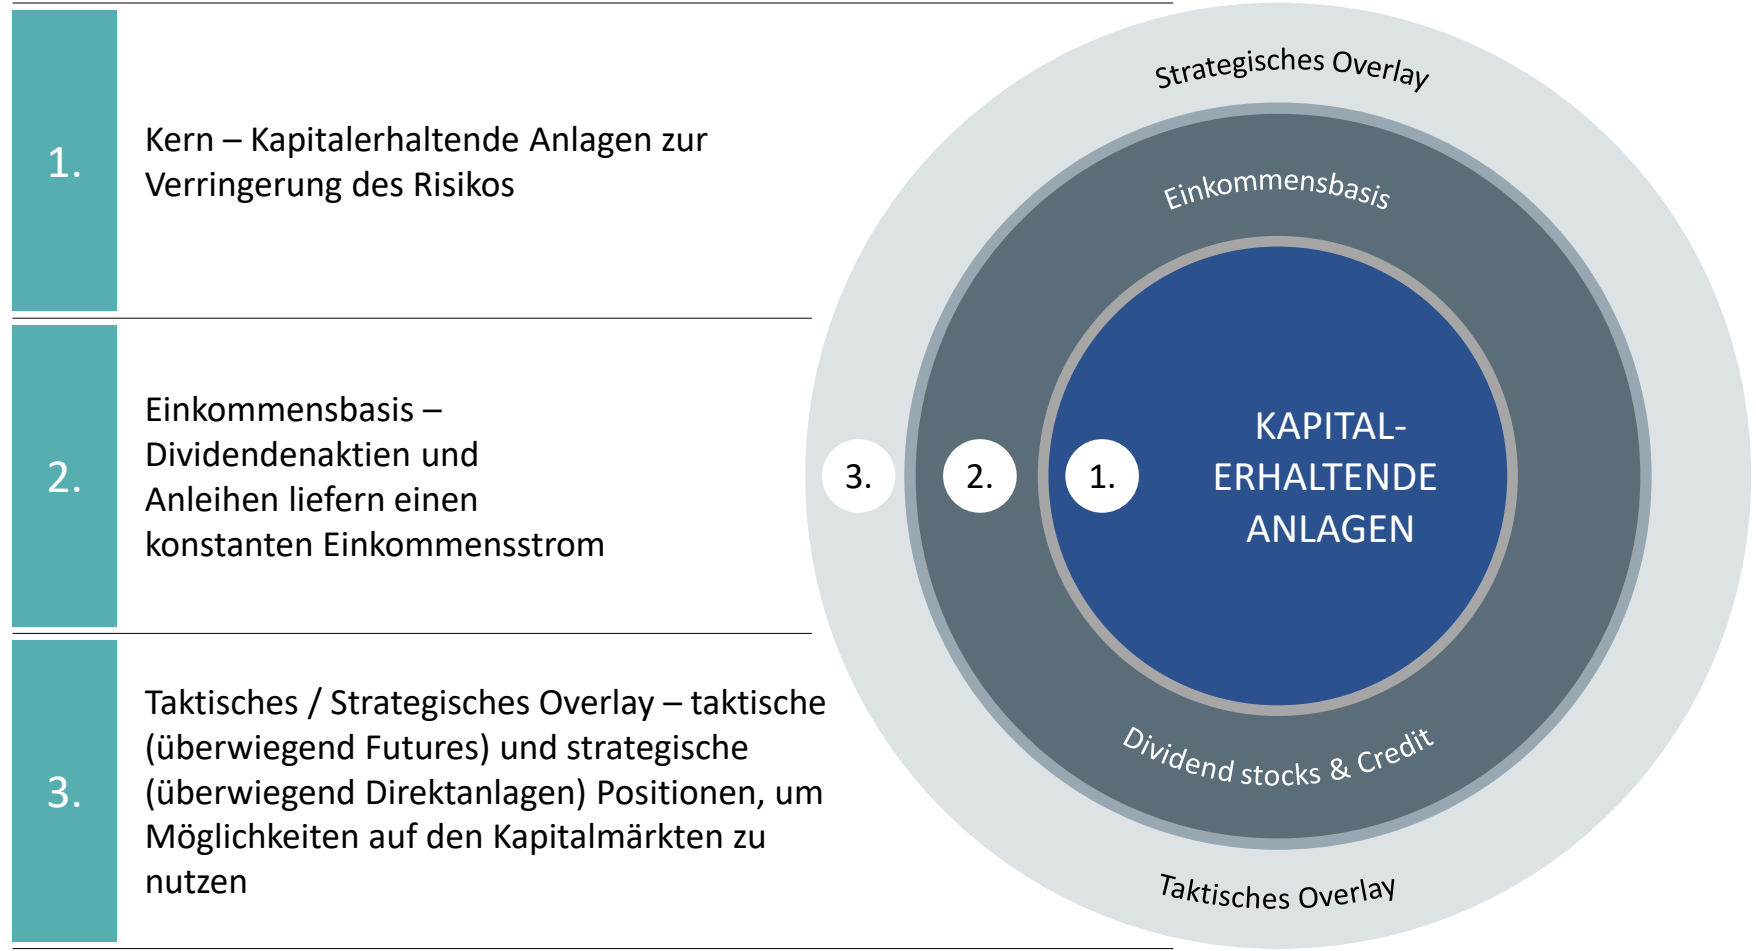 1.
Kern – Kapitalerhaltende Anlagen zur
Verringerung des Risikos
2.
Einkommensbasis –
Dividendenaktien und
Anleihen liefern einen
konstanten Einkommensstrom
3.
Taktisches / Strategisches Overlay – taktische
(überwiegend Futures) und strategische
(überwiegend Direktanlagen) Positionen, um
Möglichkeiten auf den Kapitalmärkten zu
nutzen
Strategisches Overlay
Einkommensbasis
3.
2.
1.
KAPITAL-
ERHALTENDE
ANLAGEN
Dividend stocks & Credit
Taktisches Overlay